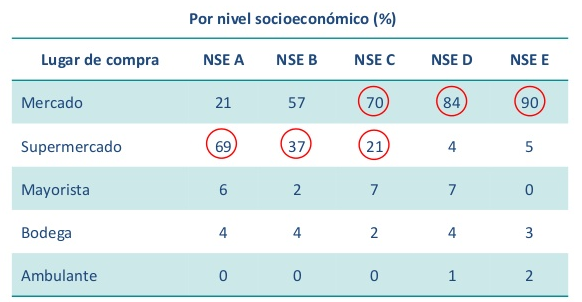 Por nivel socioeconómico (%)
Lugar de compra NSE A NSE B NSE C NSE D NSE E
Mercado 21 57 70 84 90
Supermercado 69 37 21 4 5
Mayorista 6 2 7 7 0
Bodega 4 4 2 4 3
Ambulante 0 0 0 1 2